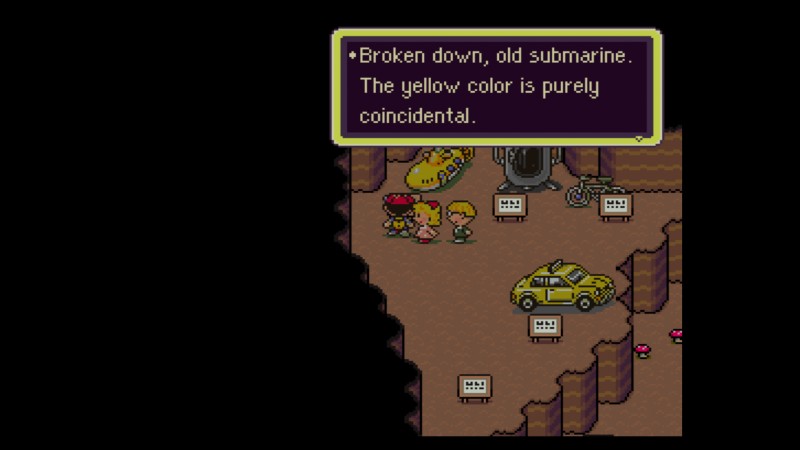 •Broken down, old submarine.
The yellow color is purely
coincidental.